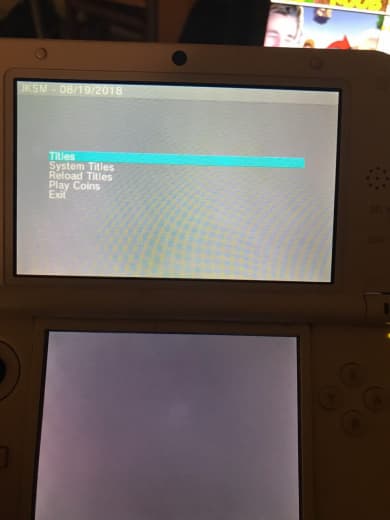 JKSM - 08/19/2018
Titles
System Titles
Reload Titles
Play Coins
Exit